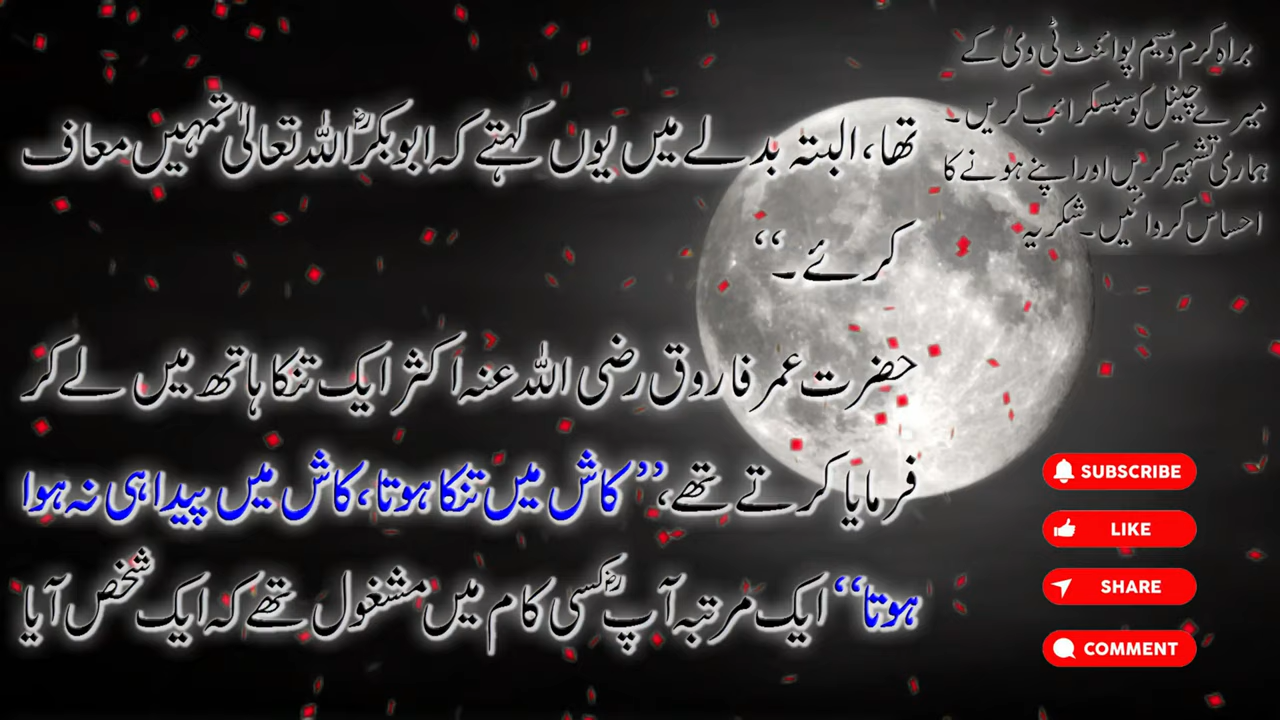 براہ کرم وسیم پوائنٹ ٹی وی کے
میرے چینل کو سبسکرائب کریں۔
ہماری تشہیر کریں اور اپنے ہونے کا
احساس کروائیں۔ شکریہ
تھا، البتہ بدلے میں یوں کہتے کہ ابوبکرؓ اللہ تعالیٰ تمہیں معاف
کرئے۔‘‘
حضرت عمر فاروق رضی اللہ عنہ اکثر ایک تنکا ہاتھ میں لے کر
فرمایا کرتے تھے، ’’کاش میں تنکا ہوتا، کاش میں پیدا ہی نہ ہوا
ہوتا‘‘ ایک مرتبہ آپؓ کسی کام میں مشغول تھے کہ ایک شخص آیا
SUBSCRIBE
LIKE
SHARE
COMMENT